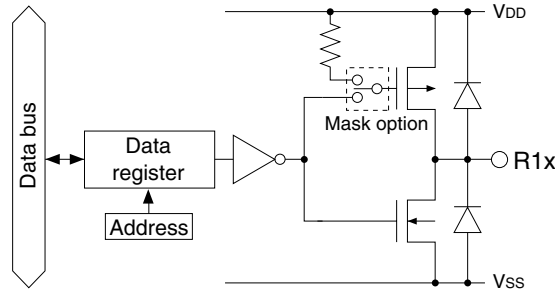 VDD
Mask option
Data bus
Data
register
R1x
Address
VSS